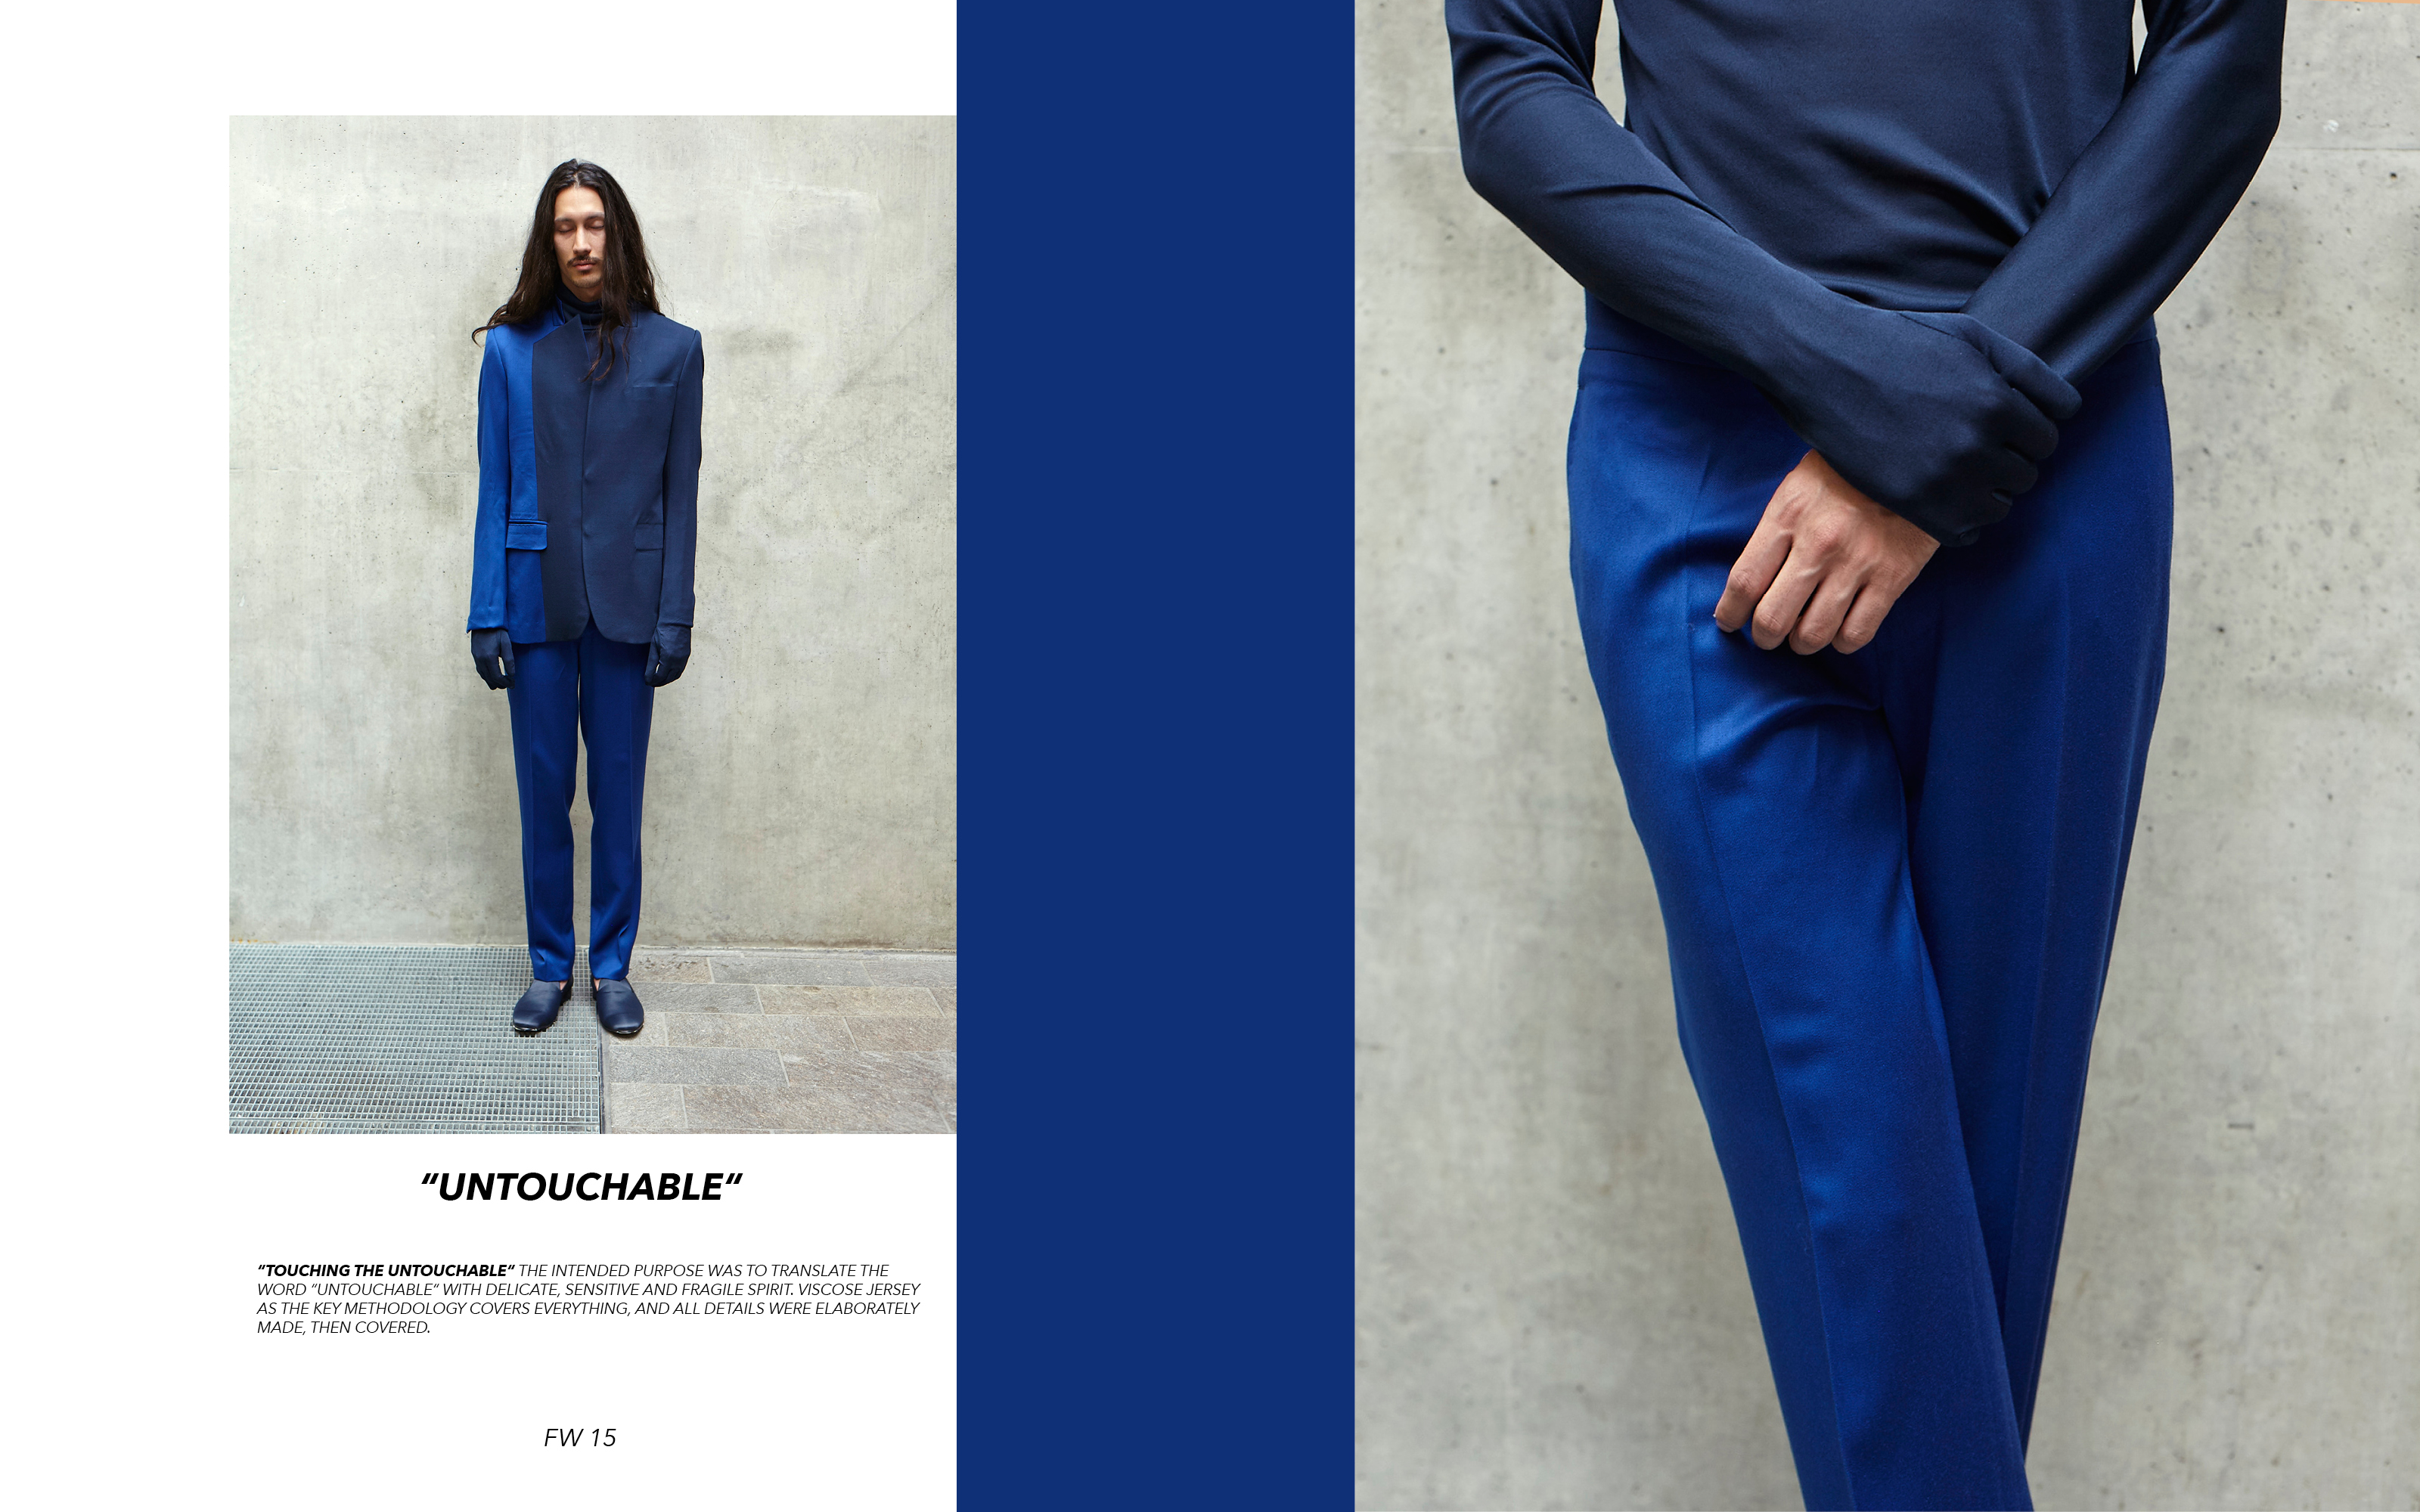 “UNTOUCHABLE”
“TOUCHING THE UNTOUCHABLE” THE INTENDED PURPOSE WAS TO TRANSLATE THE
WORD “UNTOUCHABLE” WITH DELICATE, SENSITIVE AND FRAGILE SPIRIT. VISCOSE JERSEY
AS THE KEY METHODOLOGY COVERS EVERYTHING, AND ALL DETAILS WERE ELABORATELY
MADE, THEN COVERED.
FW 15